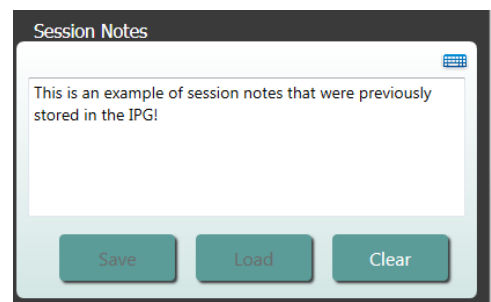 Session Notes
This is an example of session notes that were previously
stored in the IPG!
Save
Load
Clear